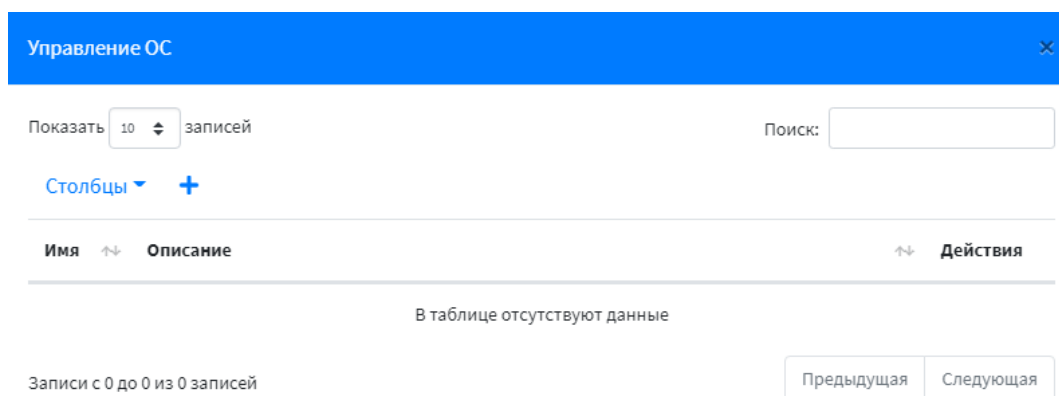 Управление ОС ×
Показать 10 записей Поиск:
Столбцы +
Имя Описание Действия
В таблице отсутствуют данные
Записи с 0 до 0 из 0 записей Предыдущая Следующая